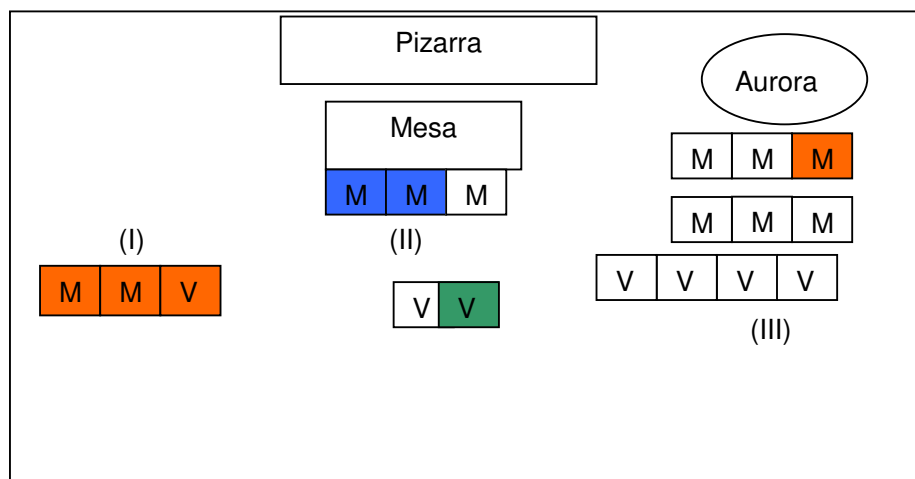 Pizarra
Aurora
Mesa
M M M
M M M
M M M
(I)
(II)
M M V
V V
V V V V
(III)